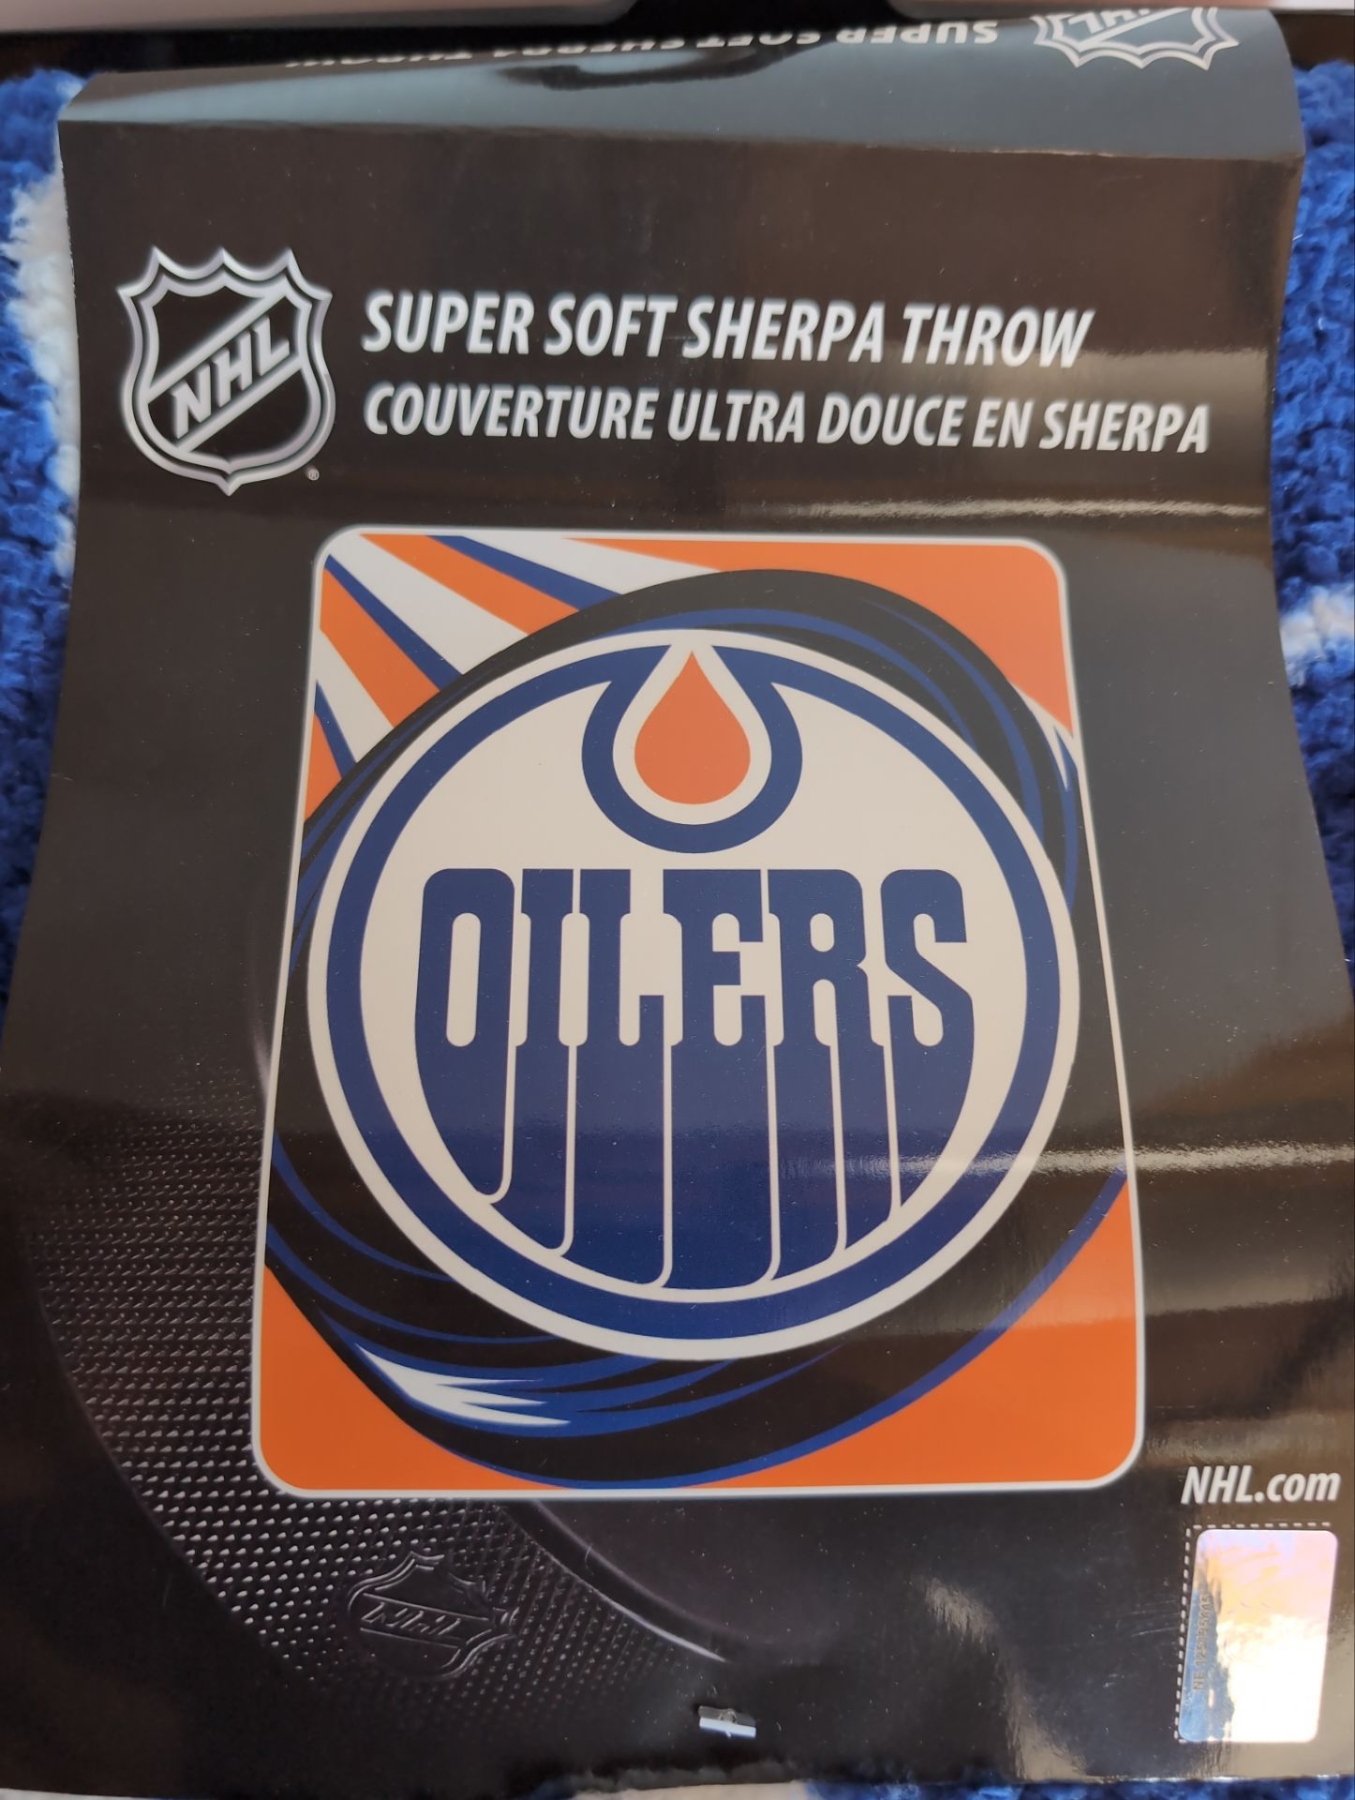 SUPER SOFT SHERPA THROW
NHL
SUPER SOFT SHERPA THROW
COUVERTURE ULTRA DOUCE EN SHERPA
OILERS
NHL.com
NHL